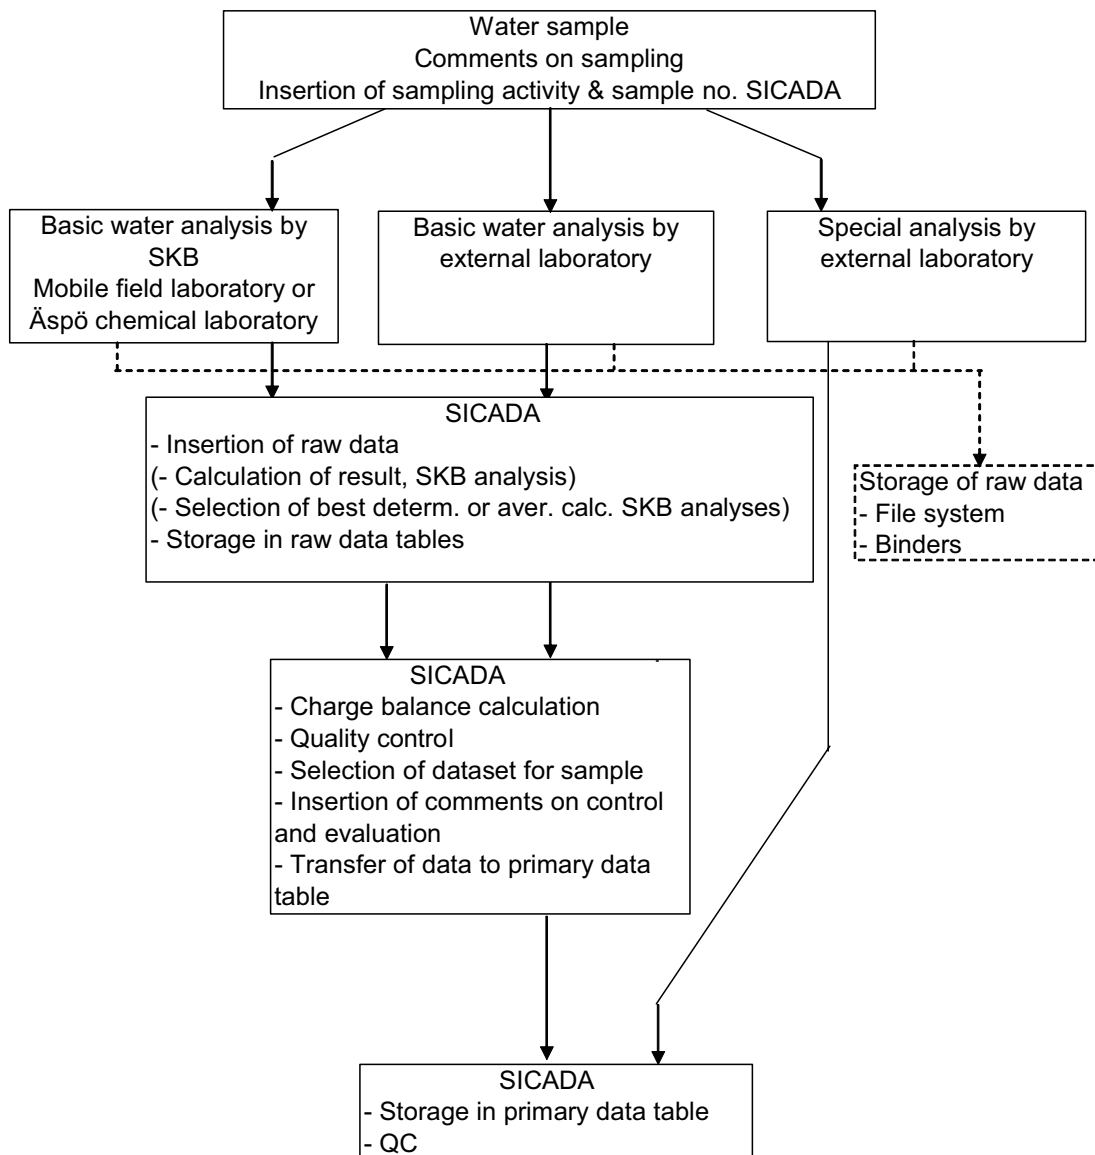 Water sample
Comments on sampling
Insertion of sampling activity & sample no. SICADA
Basic water analysis by
SKB
Mobile field laboratory or
Äspö chemical laboratory
Basic water analysis by
external laboratory
Special analysis by
external laboratory
SICADA
- Insertion of raw data
(- Calculation of result, SKB analysis)
(- Selection of best determ. or aver. calc. SKB analyses)
- Storage in raw data tables
Storage of raw data
- File system
- Binders
SICADA
- Charge balance calculation
- Quality control
- Selection of dataset for sample
- Insertion of comments on control
and evaluation
- Transfer of data to primary data
table
SICADA
- Storage in primary data table
- QC